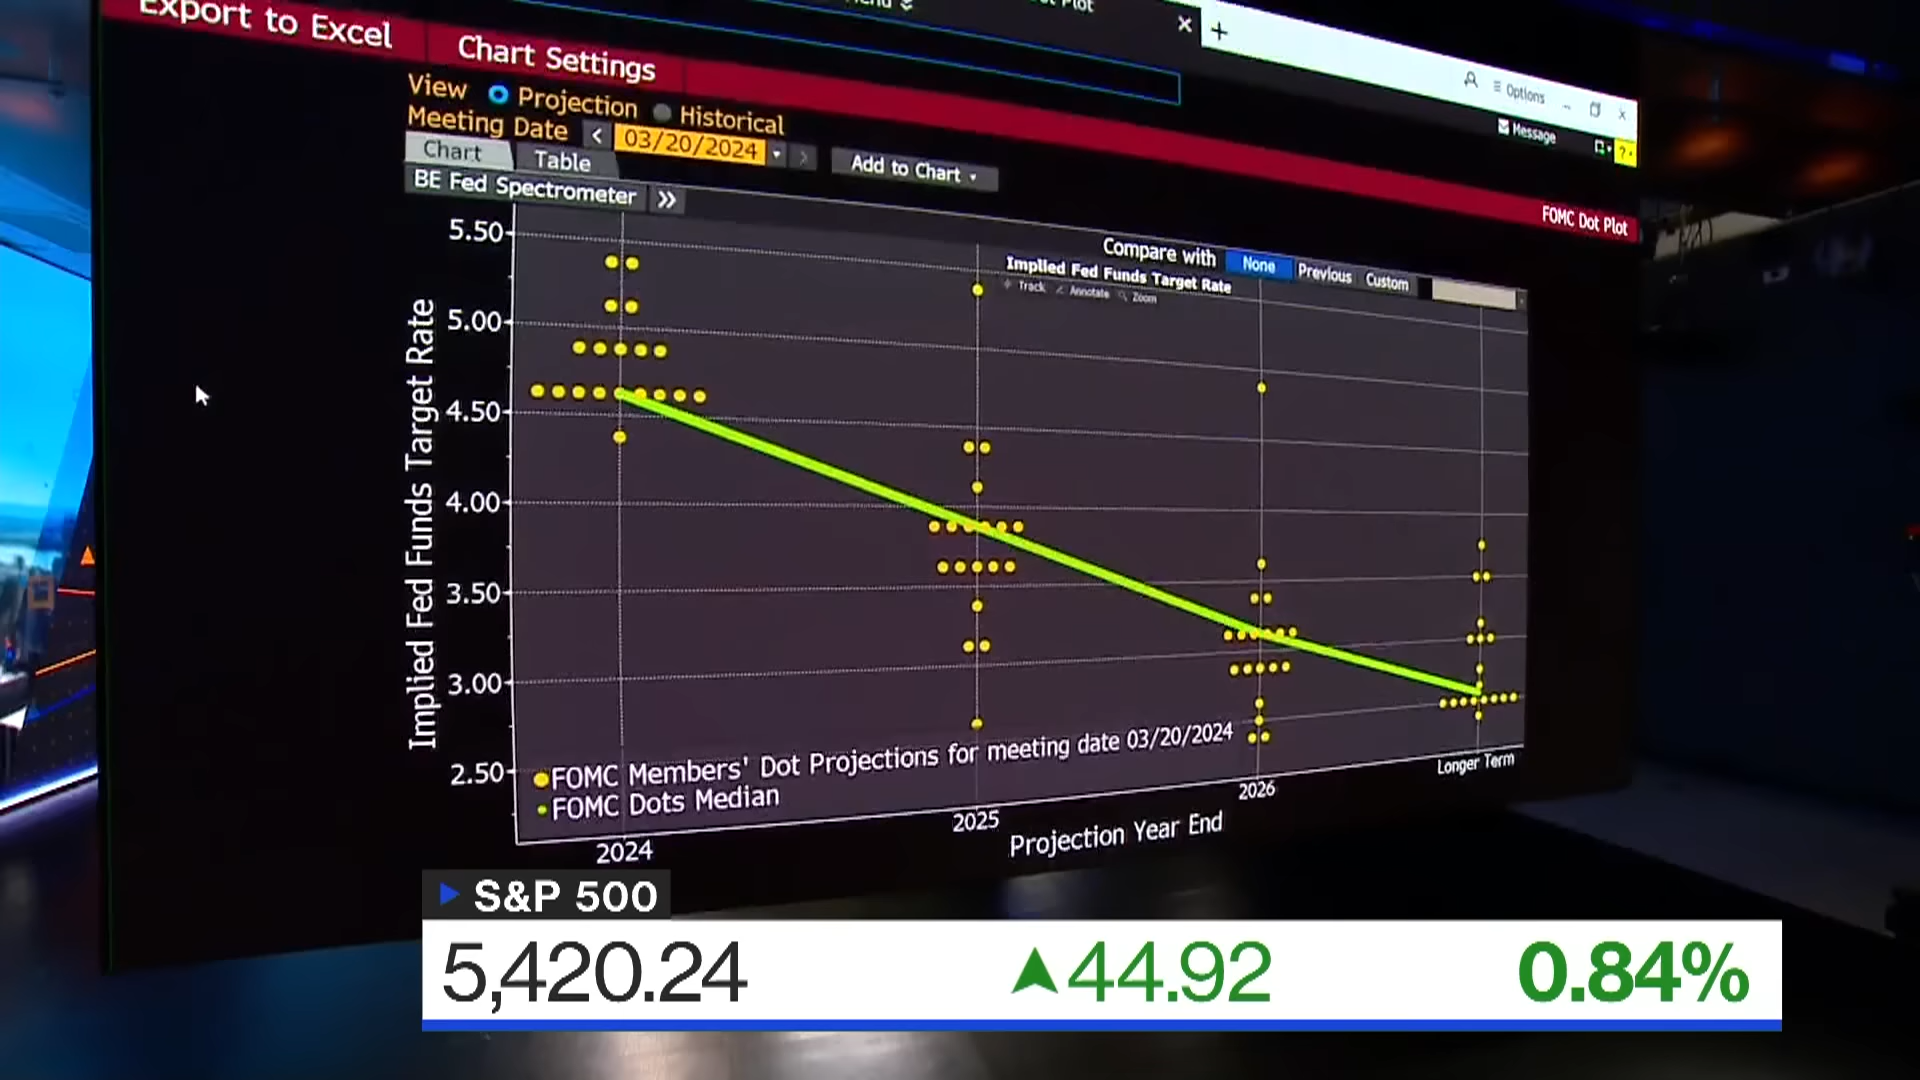 Export to Excel
Chart Settings
Plot
Options
Message
View Projection Historical
Meeting Date < 03/20/2024 >
Chart Table
Add to Chart
BE Fed Spectrometer »
FOMC Dot Plot
Compare with None Previous Custom
Implied Fed Funds Target Rate
Track Annotate Zoom
5.50
5.00
4.50
4.00
3.50
3.00
2.50
Implied Fed Funds Target Rate
FOMC Members' Dot Projections for meeting date 03/20/2024
FOMC Dots Median
2024
2025
2026
Longer Term
Projection Year End
S&P 500
5,420.24 ▲44.92 0.84%